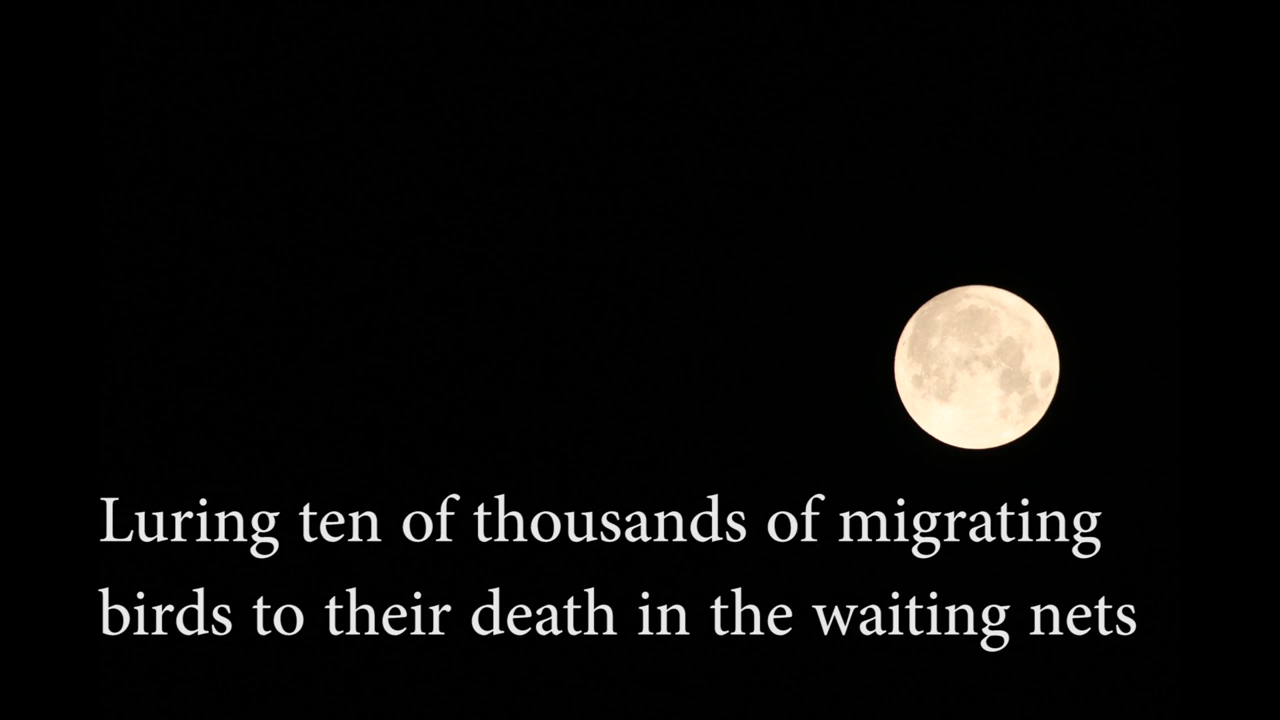 Luring ten of thousands of migrating
birds to their death in the waiting nets